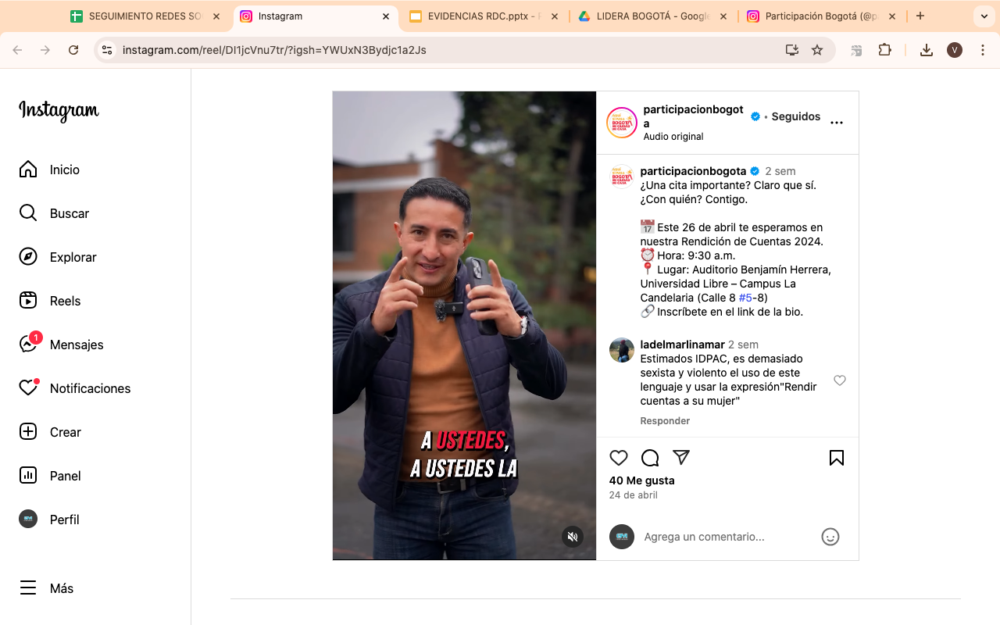 SEGUIMIENTO REDES SO
Instagram
EVIDENCIAS RDC.pptx -
LIDERA BOGOTÁ - Google
Participación Bogotá (@p
instagram.com/reel/DI1jcVnu7tr/?igsh=YWUxN3Bydjc1a2Js
V
Instagram
Inicio
Buscar
Explorar
Reels
1
Mensajes
Notificaciones
Crear
Panel
Perfil
Más
A USTEDES,
A USTEDES LA
participacionbogot
a
• Seguidos
Audio original
BOGOTÁ
MI CIUDAD
MI CASA
participacionbogota 2 sem
¿Una cita importante? Claro que sí.
¿Con quién? Contigo.
📅 Este 26 de abril te esperamos en
nuestra Rendición de Cuentas 2024.
⏰ Hora: 9:30 a.m.
📍 Lugar: Auditorio Benjamín Herrera,
Universidad Libre – Campus La
Candelaria (Calle 8 #5-8)
🔗 Inscríbete en el link de la bio.
ladelmarlinamar 2 sem
Estimados IDPAC, es demasiado
sexista y violento el uso de este
lenguaje y usar la expresión"Rendir
cuentas a su mujer"
Responder
40 Me gusta
24 de abril
Agrega un comentario...